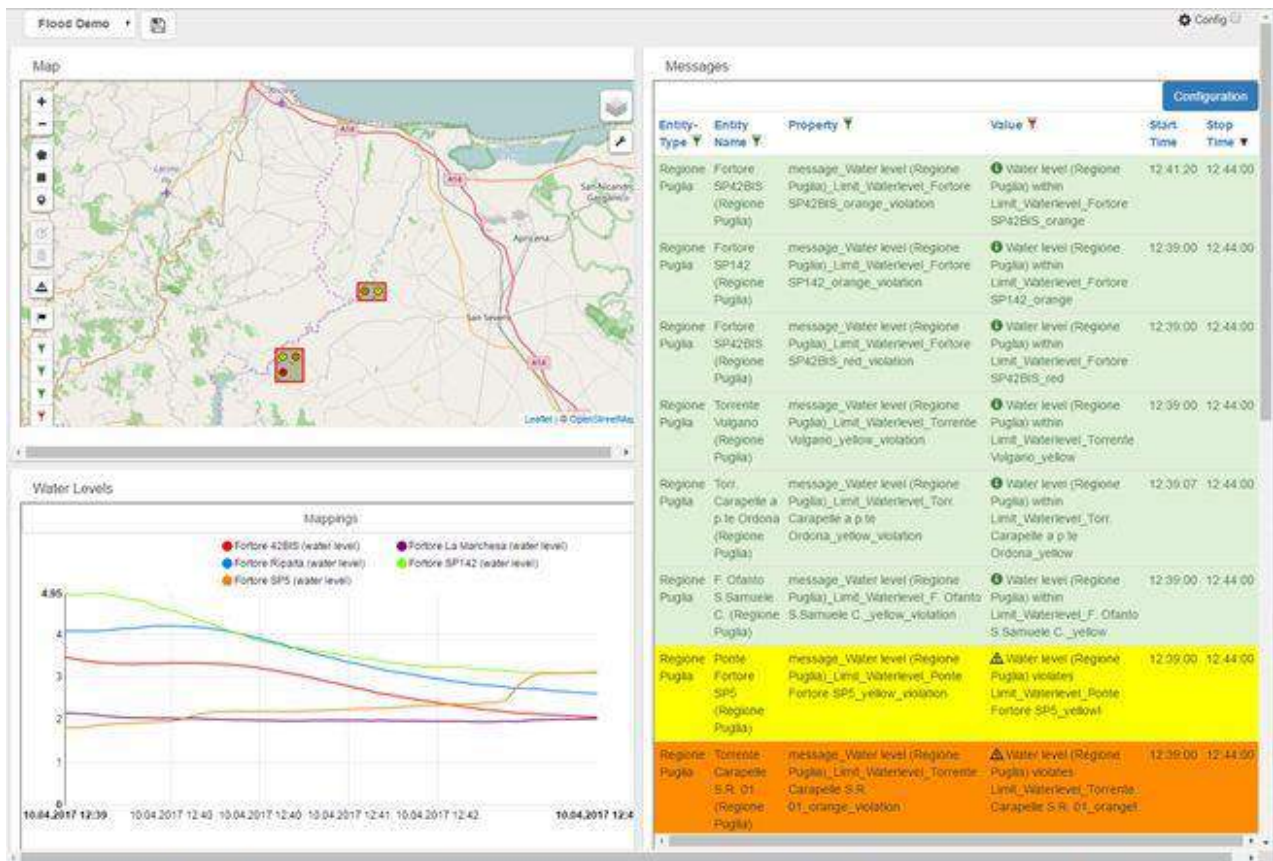 Flood Demo
Config
Map
A14
A14
San Nicandro
Garganico
Apricena
San Severo
A14
Leaflet | © OpenStreetMap
Water Levels
Mappings
Fortore 42BIS (water level)
Fortore La Marchesa (water level)
Fortore Ripalta (water level)
Fortore SP142 (water level)
Fortore SP5 (water level)
4.95
4
3
2
1
0
10.04.2017 12:39
10.04.2017 12:40
10.04.2017 12:40
10.04.2017 12:41
10.04.2017 12:42
10.04.2017 12:4
Messages
Configuration
Entity- Entity Property Value Start Stop
Type Name Time Time
Regione Fortore message_Water level (Regione Water level (Regione 12:41:20 12:44:00
Puglia SP42BIS Puglia)_Limit_Waterlevel_Fortore Puglia) within
(Regione SP42BIS_orange_violation Limit_Waterlevel_Fortore
Puglia) SP42BIS_orange
Regione Fortore message_Water level (Regione Water level (Regione 12:39:00 12:44:00
Puglia SP142 Puglia)_Limit_Waterlevel_Fortore Puglia) within
(Regione SP142_orange_violation Limit_Waterlevel_Fortore
Puglia) SP142_orange
Regione Fortore message_Water level (Regione Water level (Regione 12:39:00 12:44:00
Puglia SP42BIS Puglia)_Limit_Waterlevel_Fortore Puglia) within
(Regione SP42BIS_red_violation Limit_Waterlevel_Fortore
Puglia) SP42BIS_red
Regione Torrente message_Water level (Regione Water level (Regione 12:39:00 12:44:00
Puglia Vulgano Puglia)_Limit_Waterlevel_Torrente Puglia) within
(Regione Vulgano_yellow_violation Limit_Waterlevel_Torrente
Puglia) Vulgano_yellow
Regione Torr. message_Water level (Regione Water level (Regione 12:39:07 12:44:00
Puglia Carapelle a Puglia)_Limit_Waterlevel_Torr. Puglia) within
p.te Ordona Carapelle a p.te Limit_Waterlevel_Torr.
(Regione Ordona_yellow_violation Carapelle a p.te
Puglia) Ordona_yellow
Regione F. Ofanto message_Water level (Regione Water level (Regione 12:39:00 12:44:00
Puglia S.Samuele Puglia)_Limit_Waterlevel_F. Ofanto Puglia) within
C. (Regione S.Samuele C._yellow_violation Limit_Waterlevel_F. Ofanto
Puglia) S.Samuele C._yellow
Regione Ponte message_Water level (Regione Water level (Regione 12:39:00 12:44:00
Puglia Fortore Puglia)_Limit_Waterlevel_Ponte Puglia) violates
SP5 Fortore SP5_yellow_violation Limit_Waterlevel_Ponte
(Regione Fortore SP5_yellow!
Puglia)
Regione Torrente message_Water level (Regione Water level (Regione 12:39:00 12:44:00
Puglia Carapelle Puglia)_Limit_Waterlevel_Torrente Puglia) violates
S.R. 01 Carapelle S.R. Limit_Waterlevel_Torrente
(Regione 01_orange_violation Carapelle S.R. 01_orange!
Puglia)